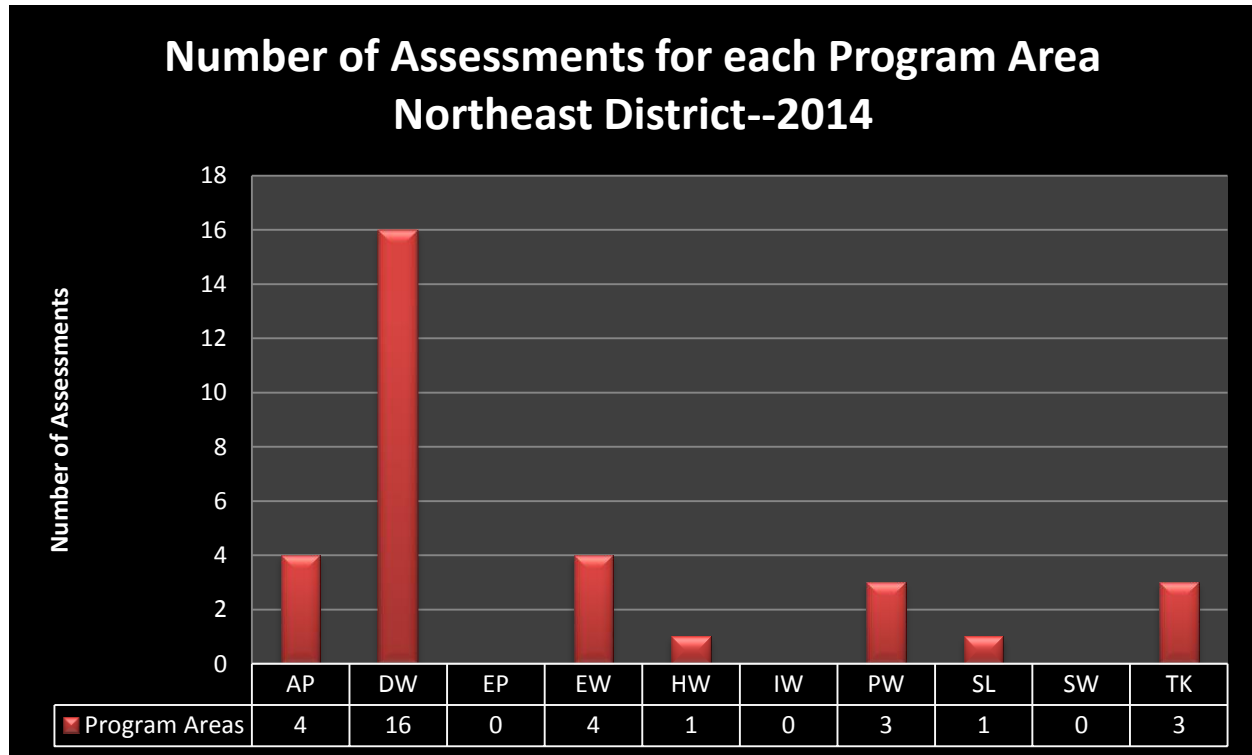 Number of Assessments for each Program Area
Northeast District--2014
Number of Assessments
18
16
14
12
10
8
6
4
2
0
AP DW EP EW HW IW PW SL SW TK
Program Areas 4 16 0 4 1 0 3 1 0 3